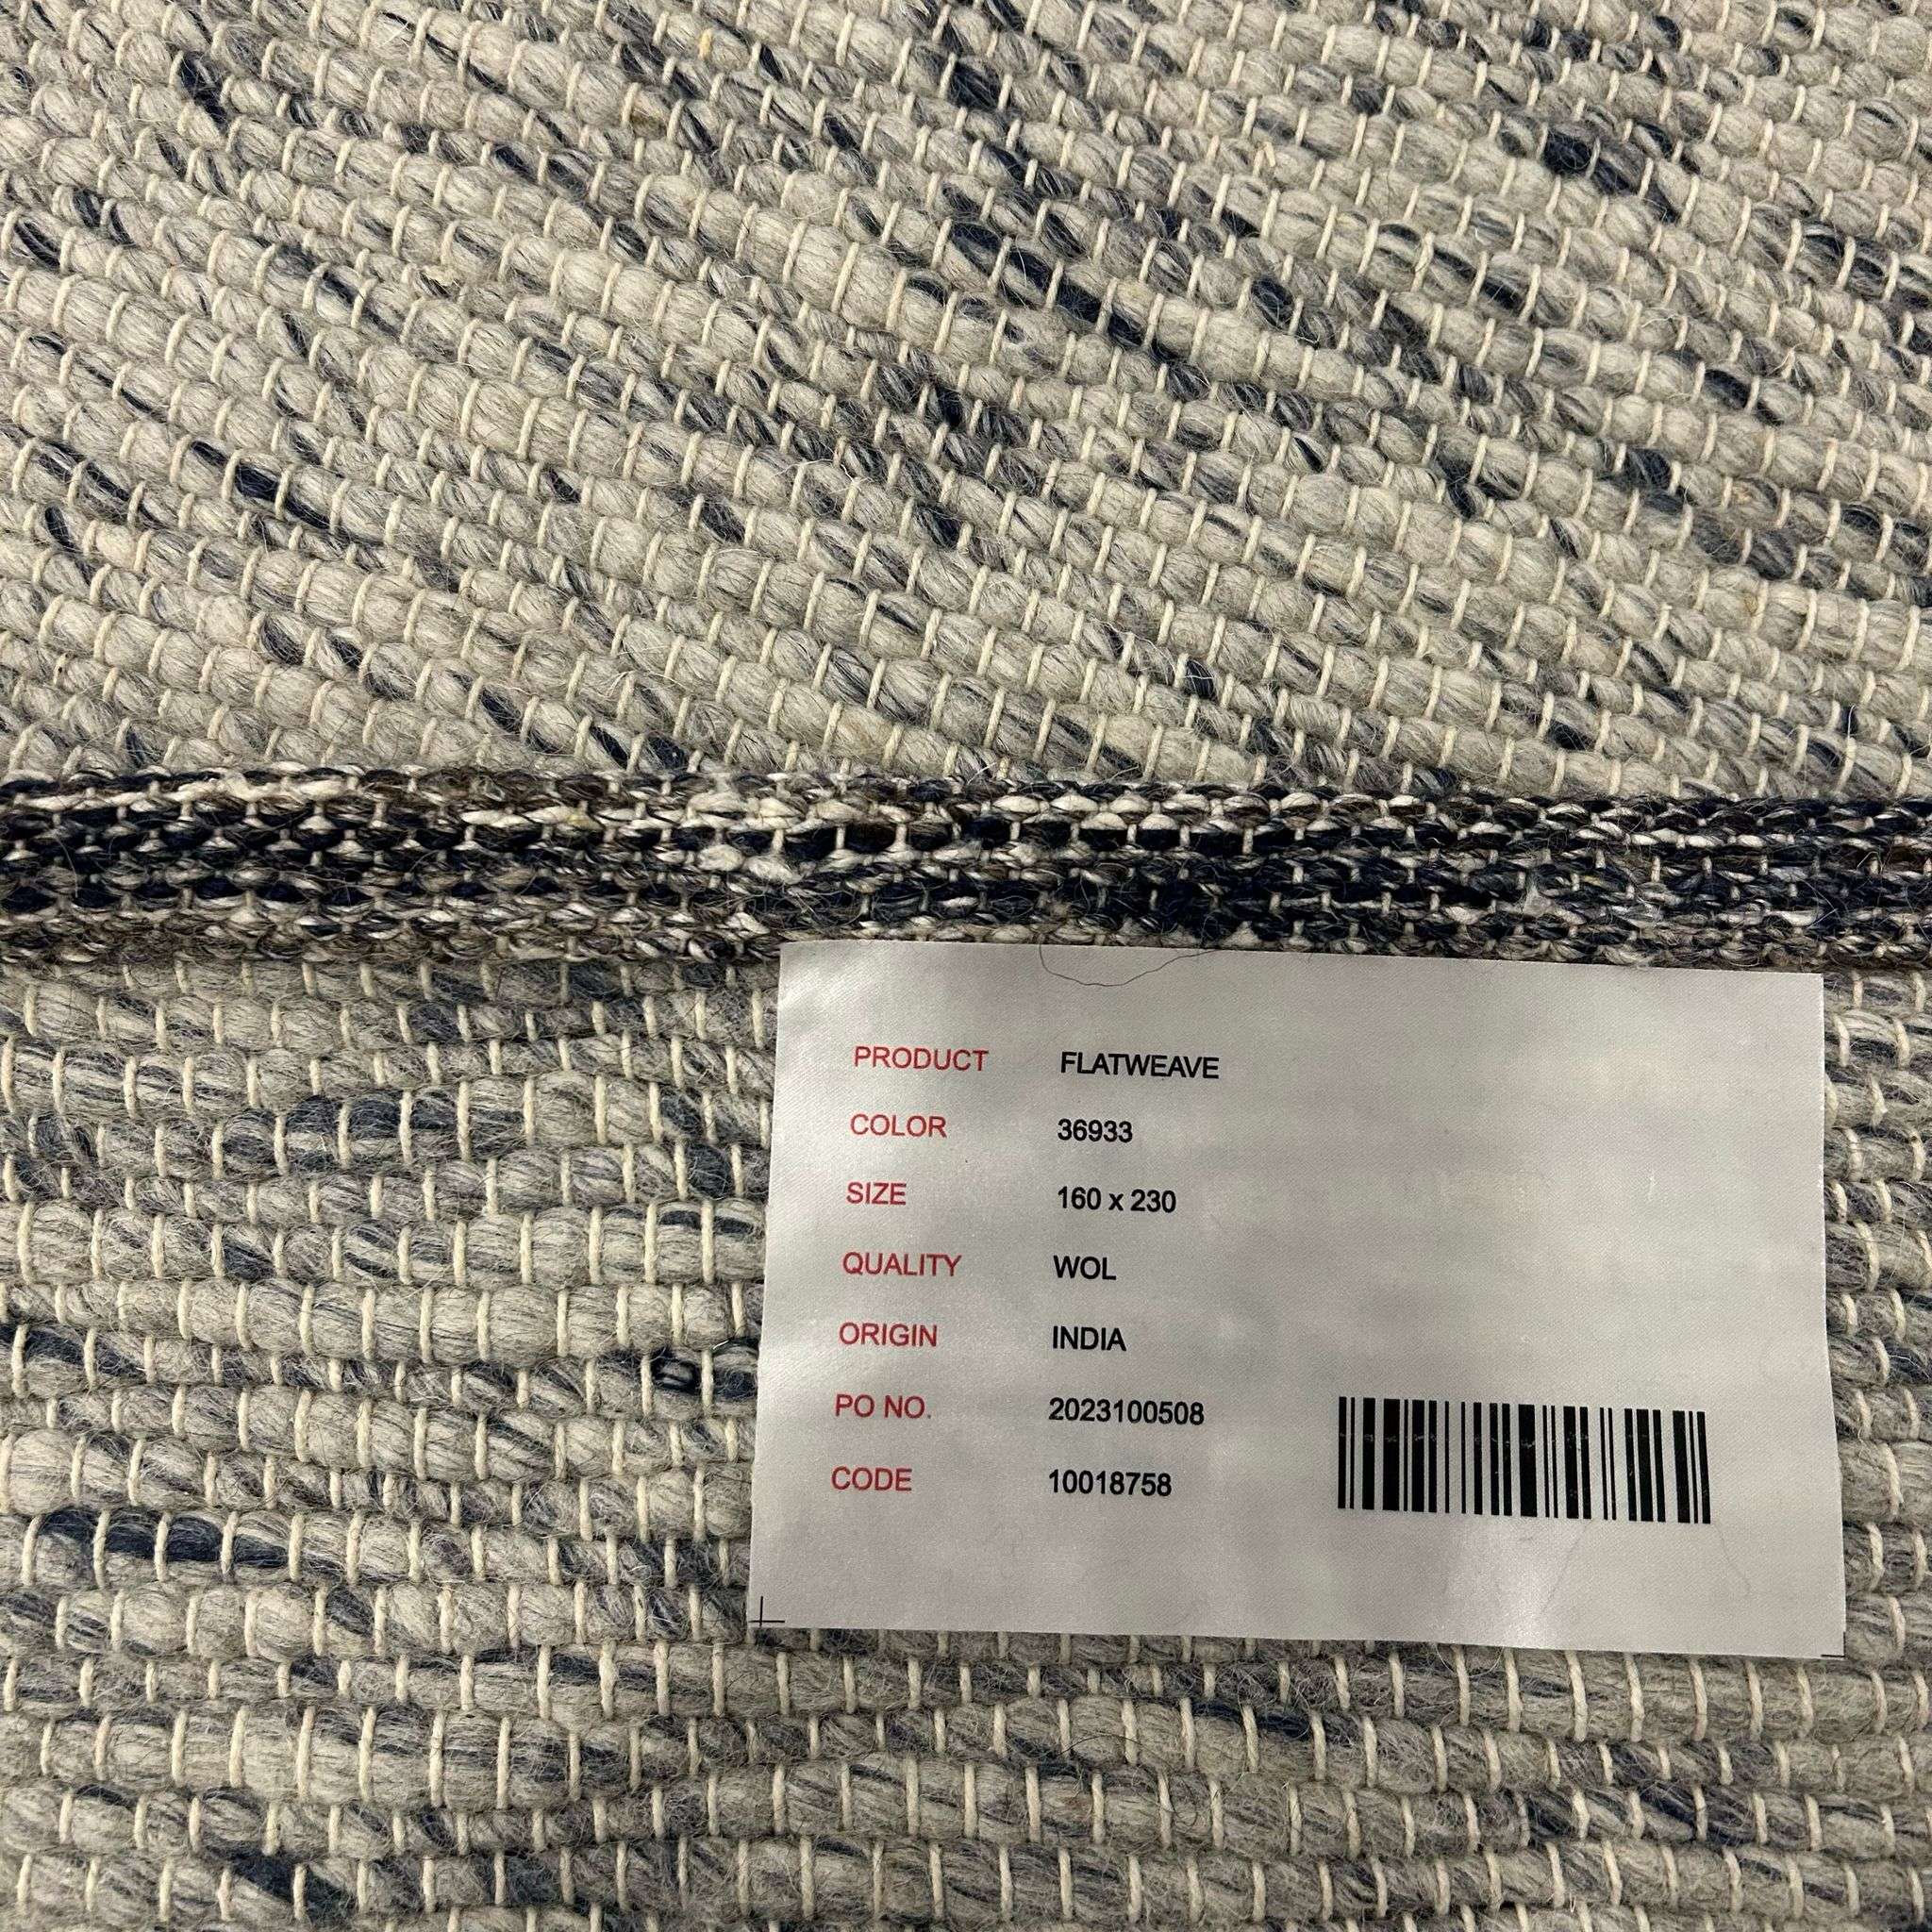 PRODUCT FLATWEAVE
COLOR 36933
SIZE 160 x 230
QUALITY WOL
ORIGIN INDIA
PO NO. 2023100508
CODE 10018758